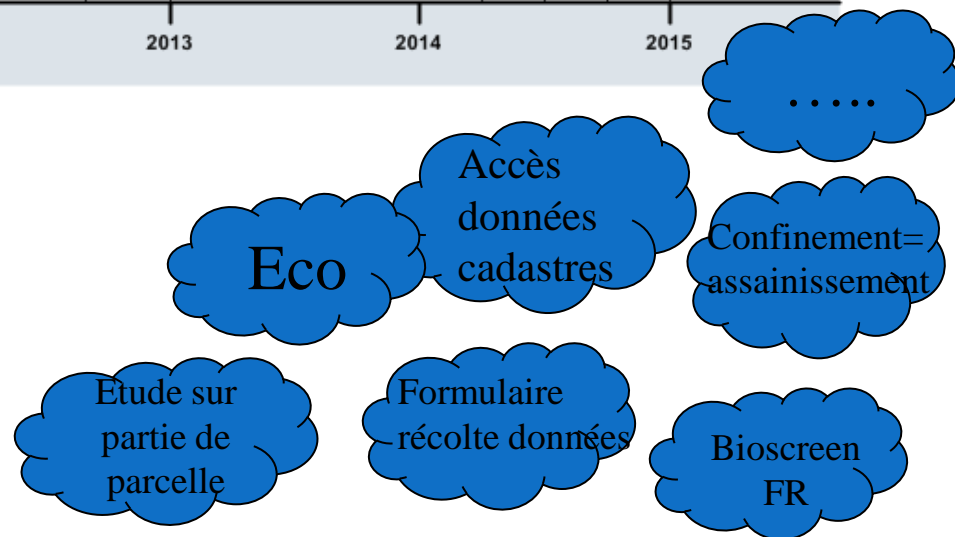 2013
2014
2015
.....
Accès
données
cadastres
Confinement=
assainissement
Eco
Etude sur
partie de
parcelle
Formulaire
récolte données
Bioscreen
FR